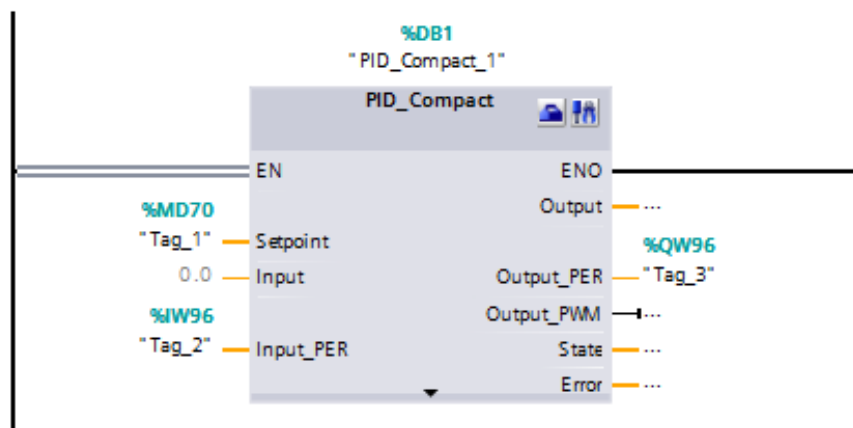 %DB1
"PID_Compact_1"
PID_Compact
EN ENO
Output ...
%MD70
"Tag_1" Setpoint
%QW96
0.0 Input Output_PER "Tag_3"
%IW96
Output_PWM ...
"Tag_2" Input_PER State ...
Error ...